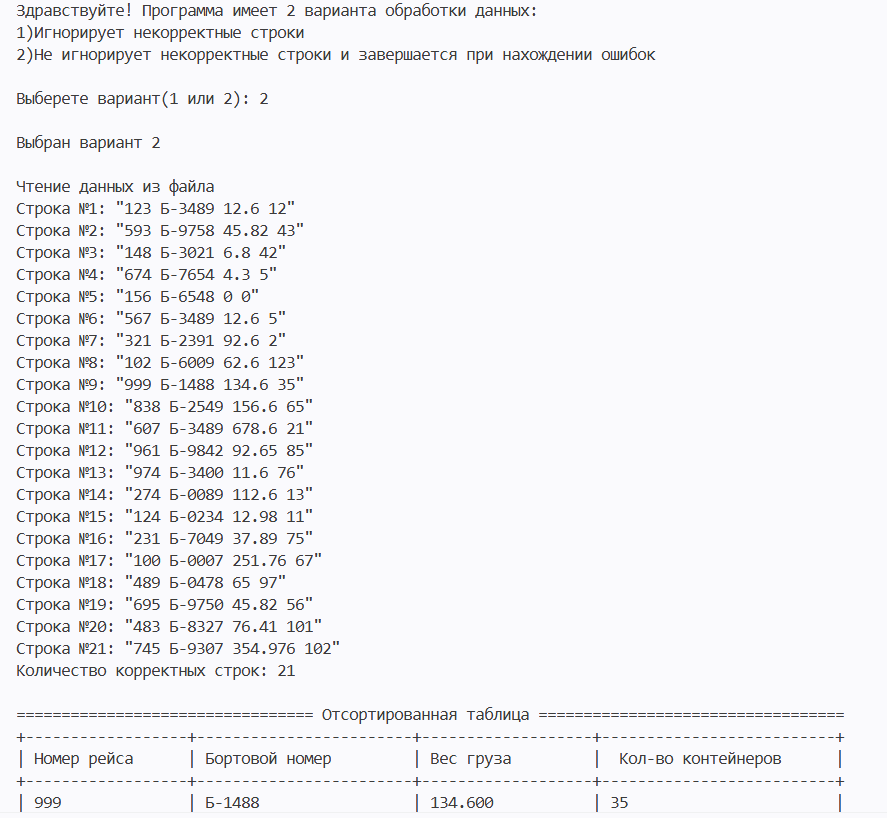 Здравствуйте! Программа имеет 2 варианта обработки данных:
1)Игнорирует некорректные строки
2)Не игнорирует некорректные строки и завершается при нахождении ошибок
Выберете вариант(1 или 2): 2
Выбран вариант 2
Чтение данных из файла
Строка №1: "123 Б-3489 12.6 12"
Строка №2: "593 Б-9758 45.82 43"
Строка №3: "148 Б-3021 6.8 42"
Строка №4: "674 Б-7654 4.3 5"
Строка №5: "156 Б-6548 0 0"
Строка №6: "567 Б-3489 12.6 5"
Строка №7: "321 Б-2391 92.6 2"
Строка №8: "102 Б-6009 62.6 123"
Строка №9: "999 Б-1488 134.6 35"
Строка №10: "838 Б-2549 156.6 65"
Строка №11: "607 Б-3489 678.6 21"
Строка №12: "961 Б-9842 92.65 85"
Строка №13: "974 Б-3400 11.6 76"
Строка №14: "274 Б-0089 112.6 13"
Строка №15: "124 Б-0234 12.98 11"
Строка №16: "231 Б-7049 37.89 75"
Строка №17: "100 Б-0007 251.76 67"
Строка №18: "489 Б-0478 65 97"
Строка №19: "695 Б-9750 45.82 56"
Строка №20: "483 Б-8327 76.41 101"
Строка №21: "745 Б-9307 354.976 102"
Количество корректных строк: 21
================================= Отсортированная таблица ==================================
+------------------+------------------------+-------------------+--------------------------+
| Номер рейса | Бортовой номер | Вес груза | Кол-во контейнеров |
+------------------+------------------------+-------------------+--------------------------+
| 999 | Б-1488 | 134.600 | 35 |